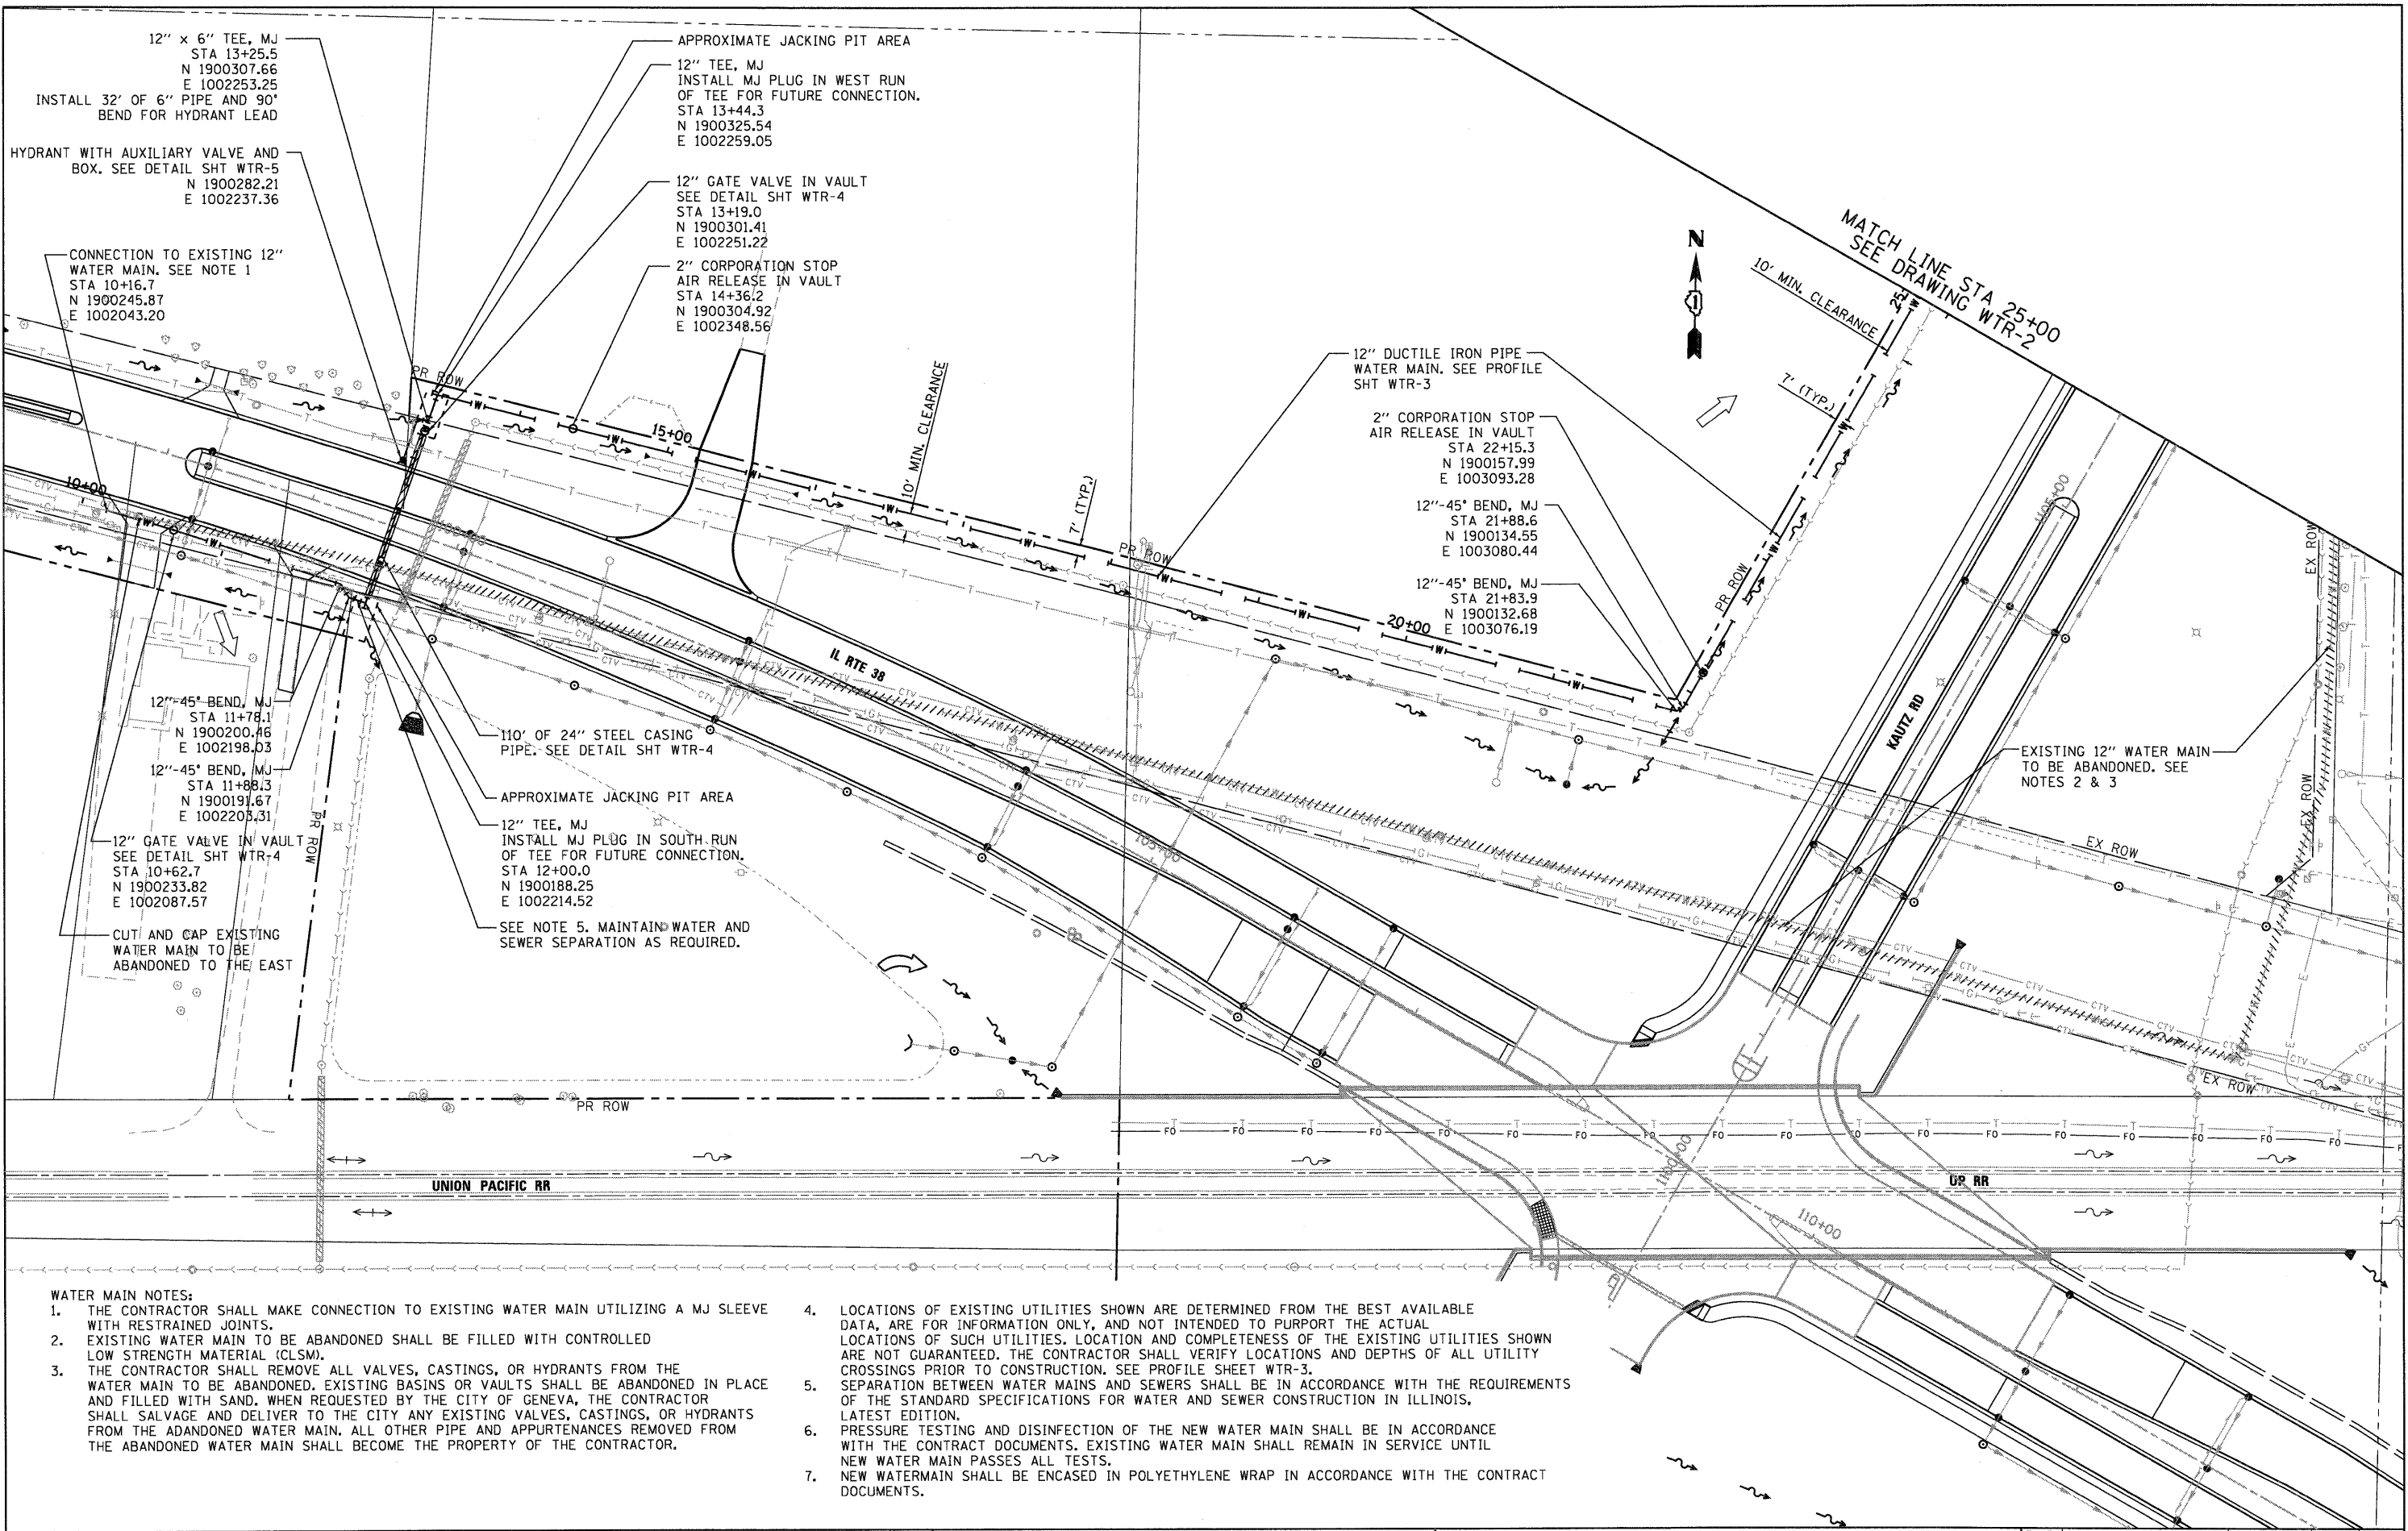 12" x 6" TEE, MJ
STA 13+25.5
N 1900307.66
E 1002253.25
INSTALL 32' OF 6" PIPE AND 90°
BEND FOR HYDRANT LEAD
HYDRANT WITH AUXILIARY VALVE AND
BOX. SEE DETAIL SHT WTR-5
N 1900282.21
E 1002237.36
CONNECTION TO EXISTING 12"
WATER MAIN. SEE NOTE 1
STA 10+16.7
N 1900245.87
E 1002043.20
APPROXIMATE JACKING PIT AREA
12" TEE, MJ
INSTALL MJ PLUG IN WEST RUN
OF TEE FOR FUTURE CONNECTION.
STA 13+44.3
N 1900325.54
E 1002259.05
12" GATE VALVE IN VAULT
SEE DETAIL SHT WTR-4
STA 13+19.0
N 1900301.41
E 1002251.22
2" CORPORATION STOP
AIR RELEASE IN VAULT
STA 14+36.2
N 1900304.92
E 1002348.56
N
1
MATCH LINE STA 25+00
SEE DRAWING WTR-2
10' MIN. CLEARANCE
25
7' (TYP.)
12" DUCTILE IRON PIPE
WATER MAIN. SEE PROFILE
SHT WTR-3
2" CORPORATION STOP
AIR RELEASE IN VAULT
STA 22+15.3
N 1900157.99
E 1003093.28
12"-45° BEND, MJ
STA 21+88.6
N 1900134.55
E 1003080.44
12"-45° BEND, MJ
STA 21+83.9
N 1900132.68
E 1003076.19
PR ROW
15+00
10' MIN. CLEARANCE
7' (TYP.)
PR ROW
20+00
PR ROW
10+00
IL RTE 38
KAUTZ RD
1105+00
EX ROW
EXISTING 12" WATER MAIN
TO BE ABANDONED. SEE
NOTES 2 & 3
EX ROW
EX ROW
EX ROW
12"-45° BEND, MJ
STA 11+78.1
N 1900200.46
E 1002198.03
12"-45° BEND, MJ
STA 11+88.3
N 1900191.67
E 1002203.31
12" GATE VALVE IN VAULT
SEE DETAIL SHT WTR-4
STA 10+62.7
N 1900233.82
E 1002087.57
CUT AND CAP EXISTING
WATER MAIN TO BE
ABANDONED TO THE EAST
PR ROW
110' OF 24" STEEL CASING
PIPE. SEE DETAIL SHT WTR-4
APPROXIMATE JACKING PIT AREA
12" TEE, MJ
INSTALL MJ PLUG IN SOUTH RUN
OF TEE FOR FUTURE CONNECTION.
STA 12+00.0
N 1900188.25
E 1002214.52
SEE NOTE 5. MAINTAIN WATER AND
SEWER SEPARATION AS REQUIRED.
105+00
PR ROW
UNION PACIFIC RR
UP RR
1100+00
110+00
WATER MAIN NOTES:
1. THE CONTRACTOR SHALL MAKE CONNECTION TO EXISTING WATER MAIN UTILIZING A MJ SLEEVE
WITH RESTRAINED JOINTS.
2. EXISTING WATER MAIN TO BE ABANDONED SHALL BE FILLED WITH CONTROLLED
LOW STRENGTH MATERIAL (CLSM).
3. THE CONTRACTOR SHALL REMOVE ALL VALVES, CASTINGS, OR HYDRANTS FROM THE
WATER MAIN TO BE ABANDONED. EXISTING BASINS OR VAULTS SHALL BE ABANDONED IN PLACE
AND FILLED WITH SAND. WHEN REQUESTED BY THE CITY OF GENEVA, THE CONTRACTOR
SHALL SALVAGE AND DELIVER TO THE CITY ANY EXISTING VALVES, CASTINGS, OR HYDRANTS
FROM THE ADANDONED WATER MAIN. ALL OTHER PIPE AND APPURTENANCES REMOVED FROM
THE ABANDONED WATER MAIN SHALL BECOME THE PROPERTY OF THE CONTRACTOR.
4. LOCATIONS OF EXISTING UTILITIES SHOWN ARE DETERMINED FROM THE BEST AVAILABLE
DATA, ARE FOR INFORMATION ONLY, AND NOT INTENDED TO PURPORT THE ACTUAL
LOCATIONS OF SUCH UTILITIES. LOCATION AND COMPLETENESS OF THE EXISTING UTILITIES SHOWN
ARE NOT GUARANTEED. THE CONTRACTOR SHALL VERIFY LOCATIONS AND DEPTHS OF ALL UTILITY
CROSSINGS PRIOR TO CONSTRUCTION. SEE PROFILE SHEET WTR-3.
5. SEPARATION BETWEEN WATER MAINS AND SEWERS SHALL BE IN ACCORDANCE WITH THE REQUIREMENTS
OF THE STANDARD SPECIFICATIONS FOR WATER AND SEWER CONSTRUCTION IN ILLINOIS,
LATEST EDITION.
6. PRESSURE TESTING AND DISINFECTION OF THE NEW WATER MAIN SHALL BE IN ACCORDANCE
WITH THE CONTRACT DOCUMENTS. EXISTING WATER MAIN SHALL REMAIN IN SERVICE UNTIL
NEW WATER MAIN PASSES ALL TESTS.
7. NEW WATERMAIN SHALL BE ENCASED IN POLYETHYLENE WRAP IN ACCORDANCE WITH THE CONTRACT
DOCUMENTS.